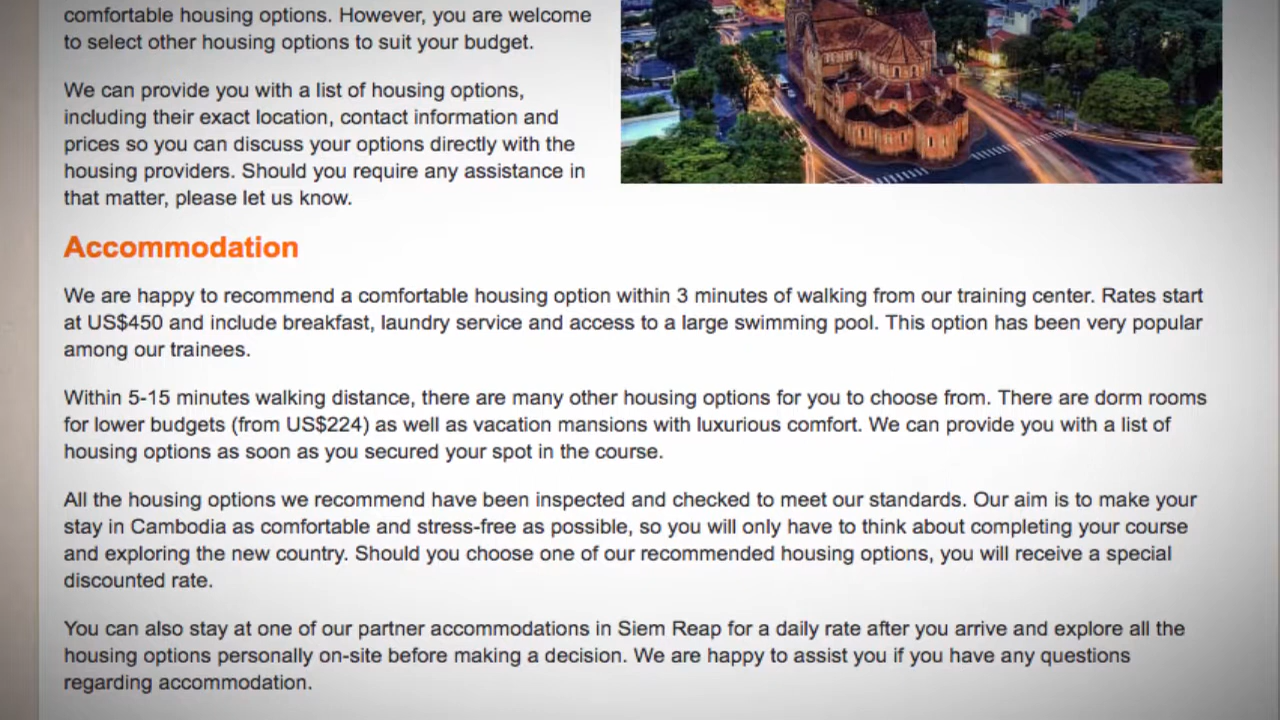 comfortable housing options. However, you are welcome
to select other housing options to suit your budget.
We can provide you with a list of housing options,
including their exact location, contact information and
prices so you can discuss your options directly with the
housing providers. Should you require any assistance in
that matter, please let us know.
Accommodation
We are happy to recommend a comfortable housing option within 3 minutes of walking from our training center. Rates start
at US$450 and include breakfast, laundry service and access to a large swimming pool. This option has been very popular
among our trainees.
Within 5-15 minutes walking distance, there are many other housing options for you to choose from. There are dorm rooms
for lower budgets (from US$224) as well as vacation mansions with luxurious comfort. We can provide you with a list of
housing options as soon as you secured your spot in the course.
All the housing options we recommend have been inspected and checked to meet our standards. Our aim is to make your
stay in Cambodia as comfortable and stress-free as possible, so you will only have to think about completing your course
and exploring the new country. Should you choose one of our recommended housing options, you will receive a special
discounted rate.
You can also stay at one of our partner accommodations in Siem Reap for a daily rate after you arrive and explore all the
housing options personally on-site before making a decision. We are happy to assist you if you have any questions
regarding accommodation.